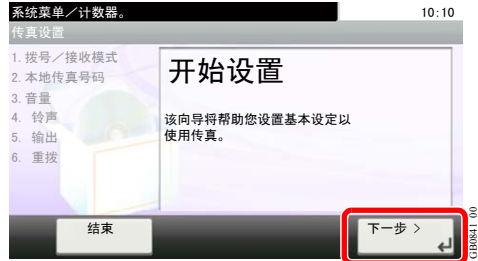 系统菜单／计数器。
10:10
传真设置
1. 拨号／接收模式
2. 本地传真号码
3. 音量
4. 铃声
5. 输出
6. 重拨
开始设置
该向导将帮助您设置基本设定以
使用传真。
结束
下一步 >
GB0841_00